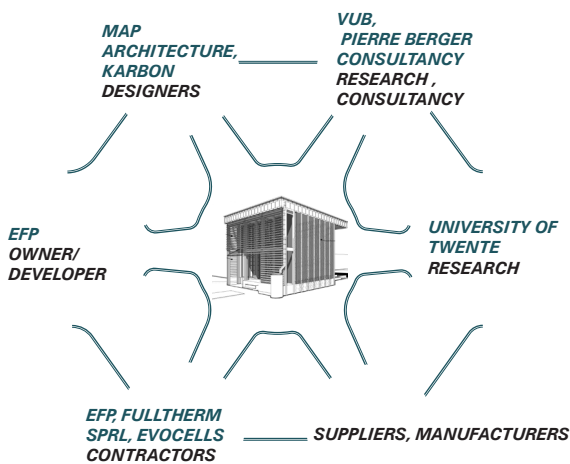 MAP
ARCHITECTURE,
KARBON
DESIGNERS
VUB,
PIERRE BERGER
CONSULTANCY
RESEARCH ,
CONSULTANCY
EFP
OWNER/
DEVELOPER
UNIVERSITY OF
TWENTE
RESEARCH
EFP, FULLTHERM
SPRL, EVOCELLS
CONTRACTORS
SUPPLIERS, MANUFACTURERS